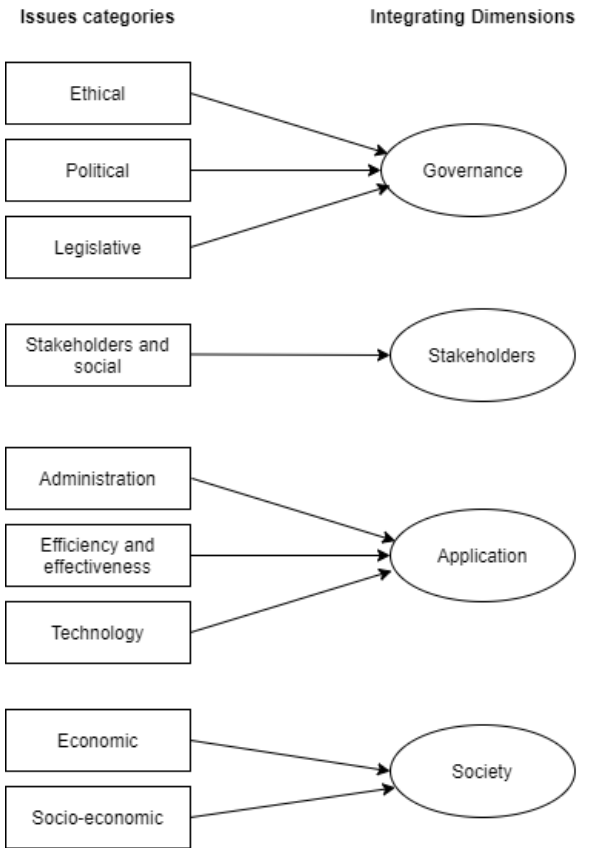 Issues categories
Integrating Dimensions
Ethical
Political
Governance
Legislative
Stakeholders and
social
Stakeholders
Administration
Efficiency and
effectiveness
Application
Technology
Economic
Society
Socio-economic